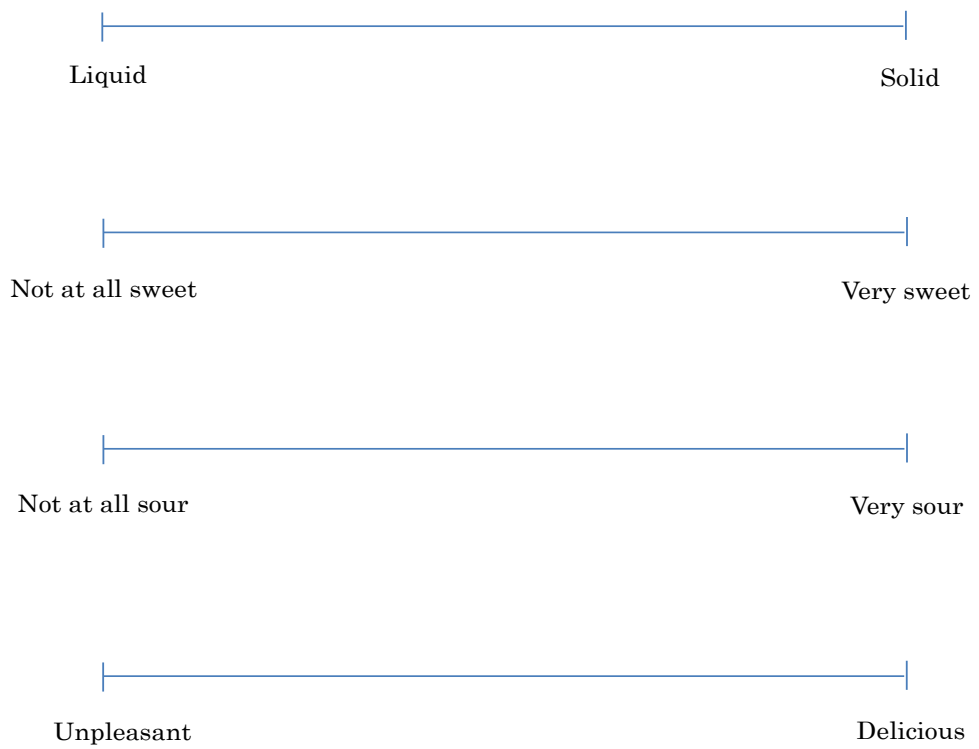 Liquid Solid
Not at all sweet Very sweet
Not at all sour Very sour
Unpleasant Delicious